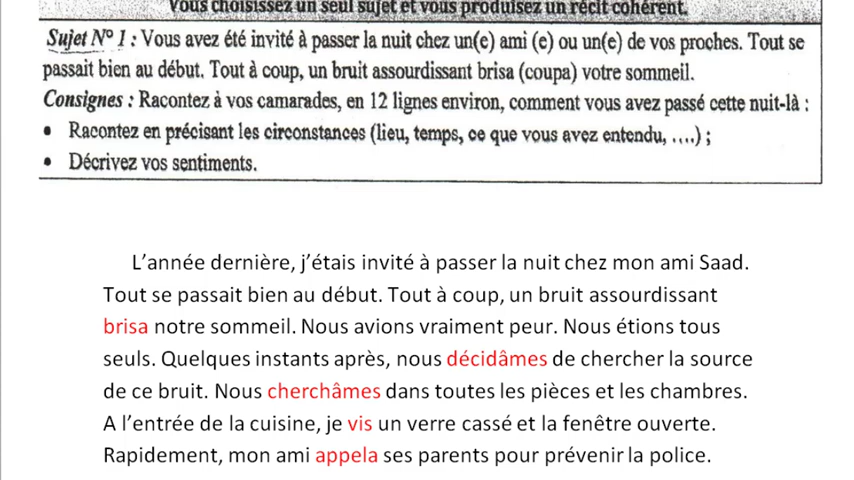 Vous choisissez un seul sujet et vous produisez un récit cohérent.
Sujet N° 1 : Vous avez été invité à passer la nuit chez un(e) ami (e) ou un(e) de vos proches. Tout se
passait bien au début. Tout à coup, un bruit assourdissant brisa (coupa) votre sommeil.
Consignes : Racontez à vos camarades, en 12 lignes environ, comment vous avez passé cette nuit-là :
• Racontez en précisant les circonstances (lieu, temps, ce que vous avez entendu, ....) ;
• Décrivez vos sentiments.
L'année dernière, j'étais invité à passer la nuit chez mon ami Saad.
Tout se passait bien au début. Tout à coup, un bruit assourdissant
brisa notre sommeil. Nous avions vraiment peur. Nous étions tous
seuls. Quelques instants après, nous décidâmes de chercher la source
de ce bruit. Nous cherchâmes dans toutes les pièces et les chambres.
A l'entrée de la cuisine, je vis un verre cassé et la fenêtre ouverte.
Rapidement, mon ami appela ses parents pour prévenir la police.